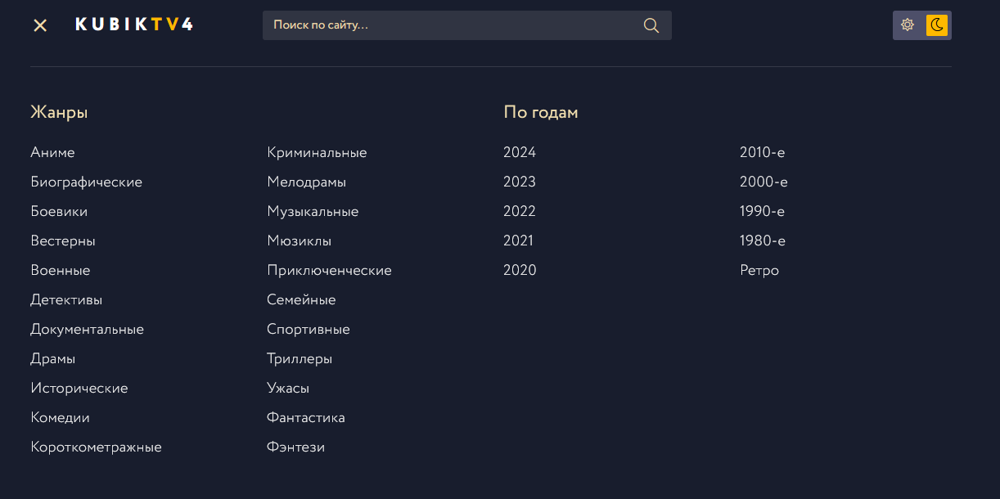 KUBIKTV4
Поиск по сайту...
Жанры
Аниме
Биографические
Боевики
Вестерны
Военные
Детективы
Документальные
Драмы
Исторические
Комедии
Короткометражные
Криминальные
Мелодрамы
Музыкальные
Мюзиклы
Приключенческие
Семейные
Спортивные
Триллеры
Ужасы
Фантастика
Фэнтези
По годам
2024
2023
2022
2021
2020
2010-е
2000-е
1990-е
1980-е
Ретро